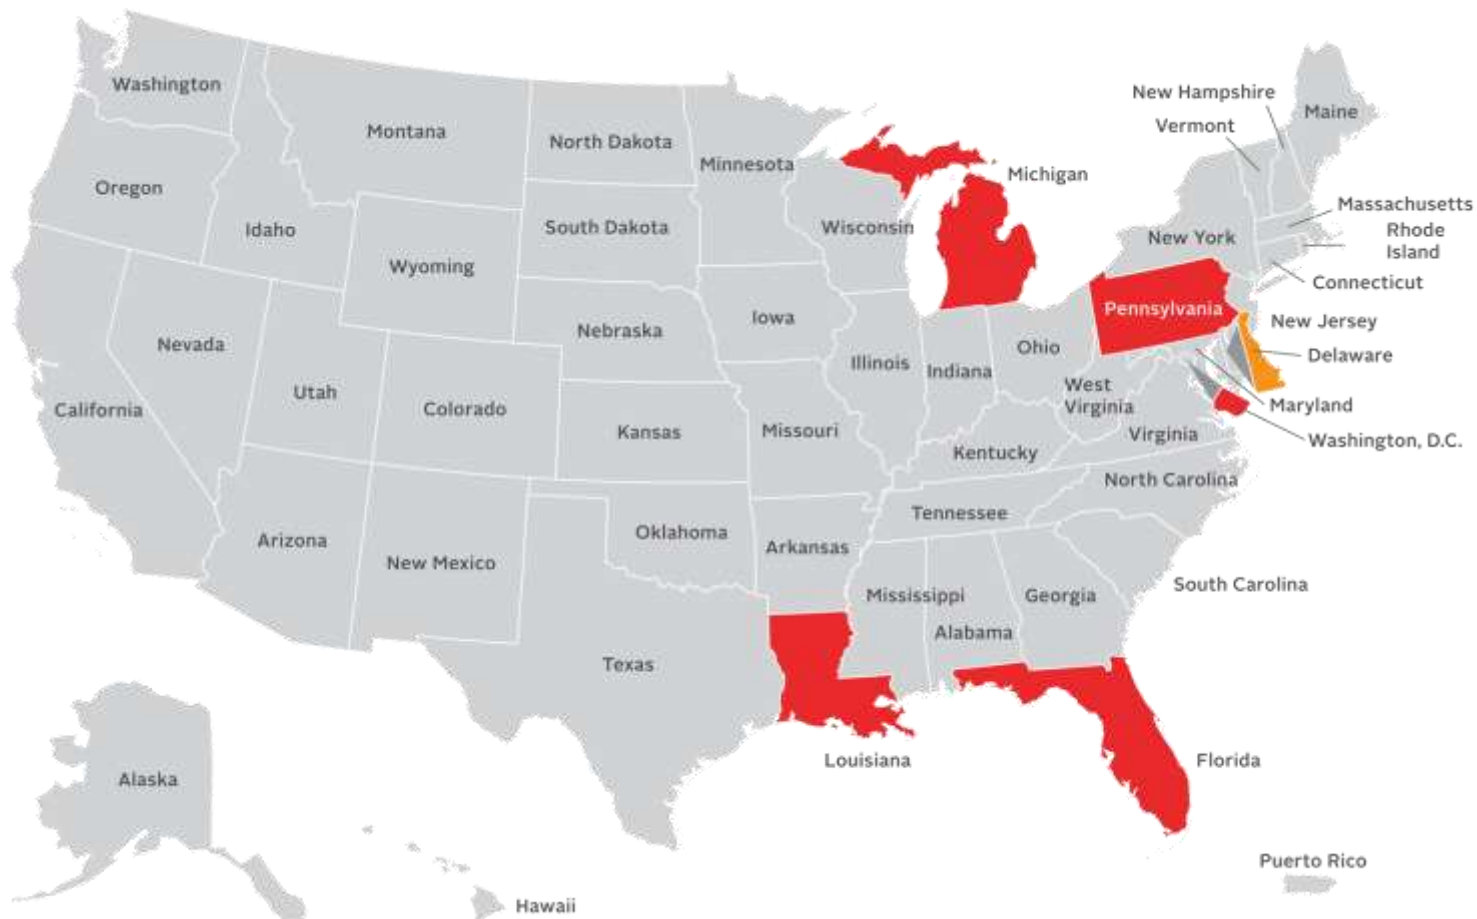 New Hampshire
Washington
Maine
Vermont
Montana
North Dakota
Minnesota
Michigan
Oregon
Massachusetts
Idaho
South Dakota
Wisconsin
New York
Rhode
Island
Wyoming
Connecticut
Pennsylvania
Iowa
New Jersey
Nebraska
Nevada
Ohio
Delaware
Illinois
Indiana
Utah
West
Virginia
Colorado
California
Maryland
Kansas
Missouri
Virginia
Washington, D.C.
Kentucky
North Carolina
Tennessee
Oklahoma
Arizona
Arkansas
New Mexico
South Carolina
Mississippi
Georgia
Alabama
Texas
Louisiana
Florida
Alaska
Puerto Rico
Hawaii